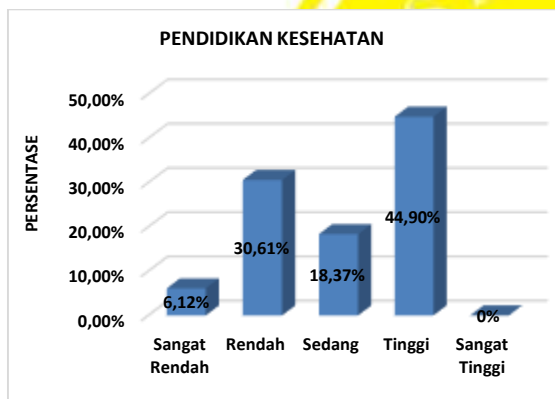 PENDIDIKAN KESEHATAN
PERSENTASE
50,00%
40,00%
30,00%
20,00%
10,00%
0,00%
6,12%
30,61%
18,37%
44,90%
0%
Sangat Rendah
Rendah
Sedang
Tinggi
Sangat Tinggi